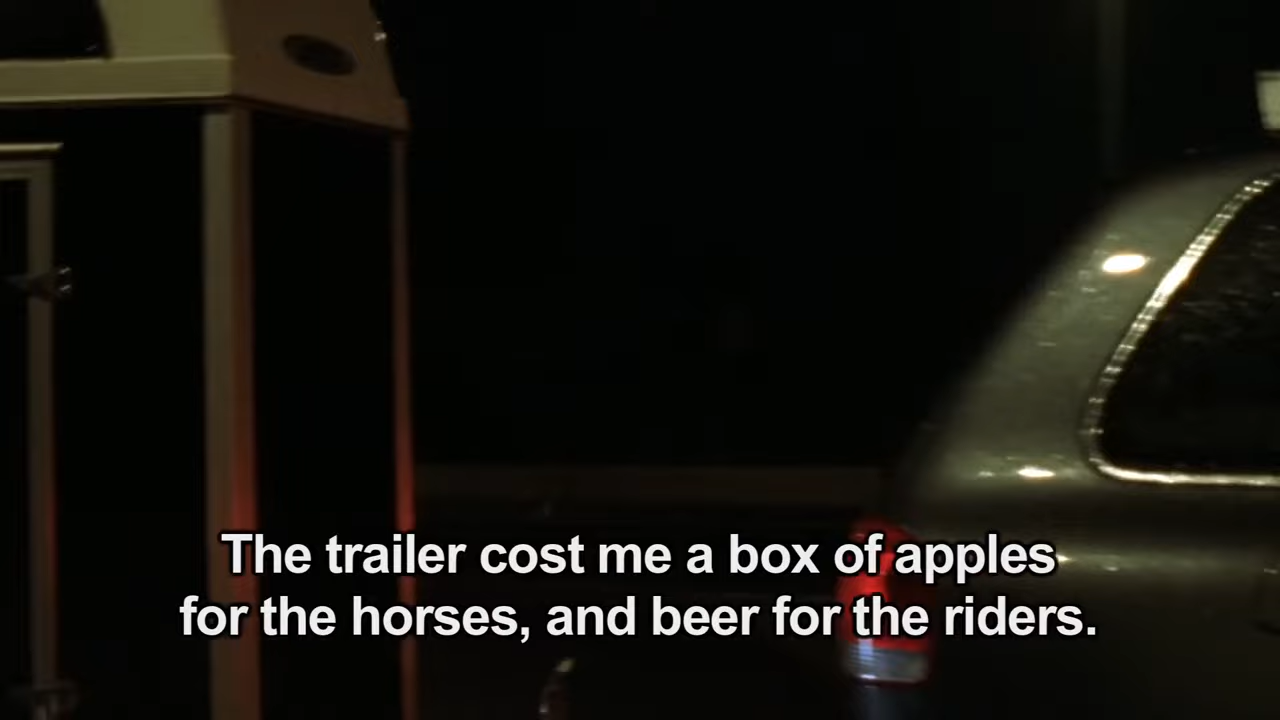 The trailer cost me a box of apples
for the horses, and beer for the riders.